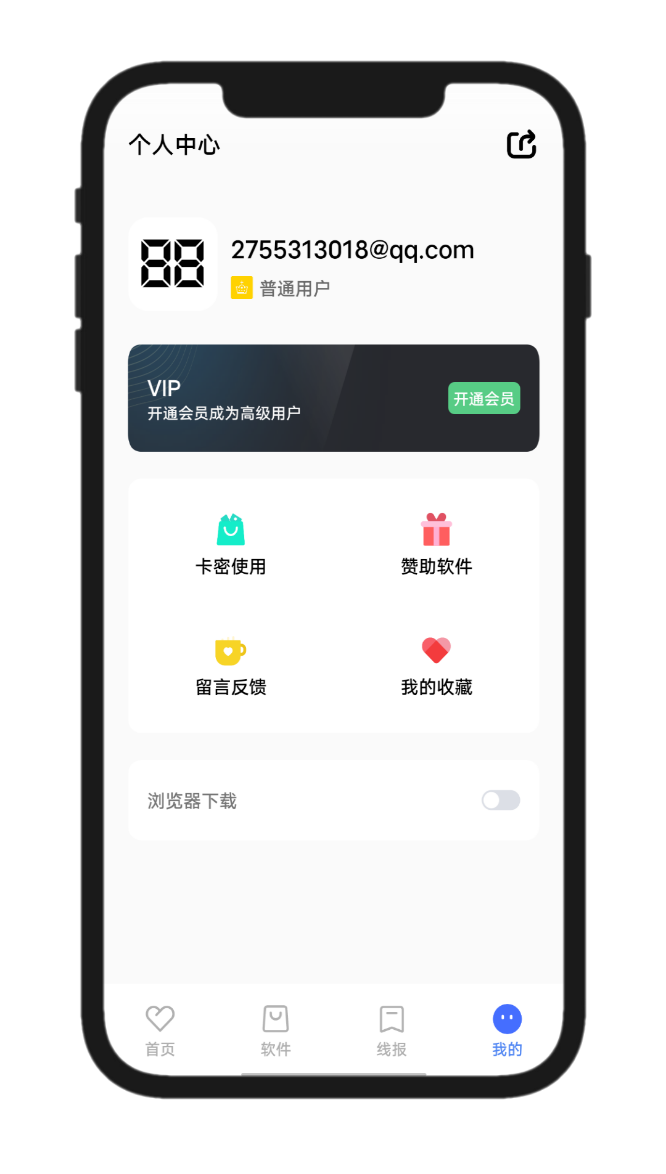 个人中心
88
2755313018@qq.com
普通用户
VIP
开通会员成为高级用户
开通会员
卡密使用
赞助软件
留言反馈
我的收藏
浏览器下载
首页
软件
线报
我的